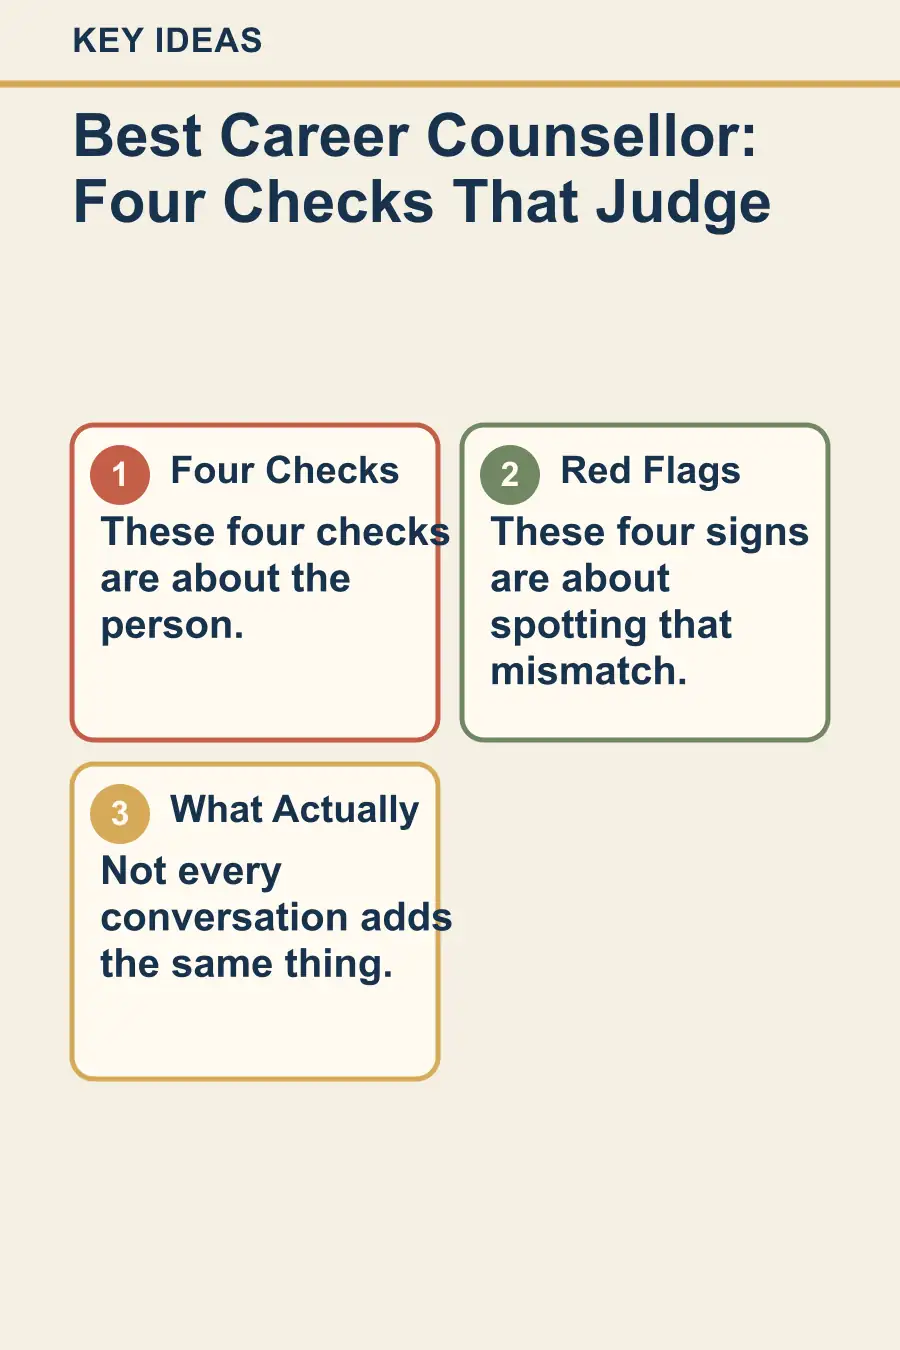 KEY IDEAS
Best Career Counsellor:
Four Checks That Judge
1
Four Checks
These four checks
are about the
person.
2
Red Flags
These four signs
are about
spotting that
mismatch.
3
What Actually
Not every
conversation adds
the same thing.